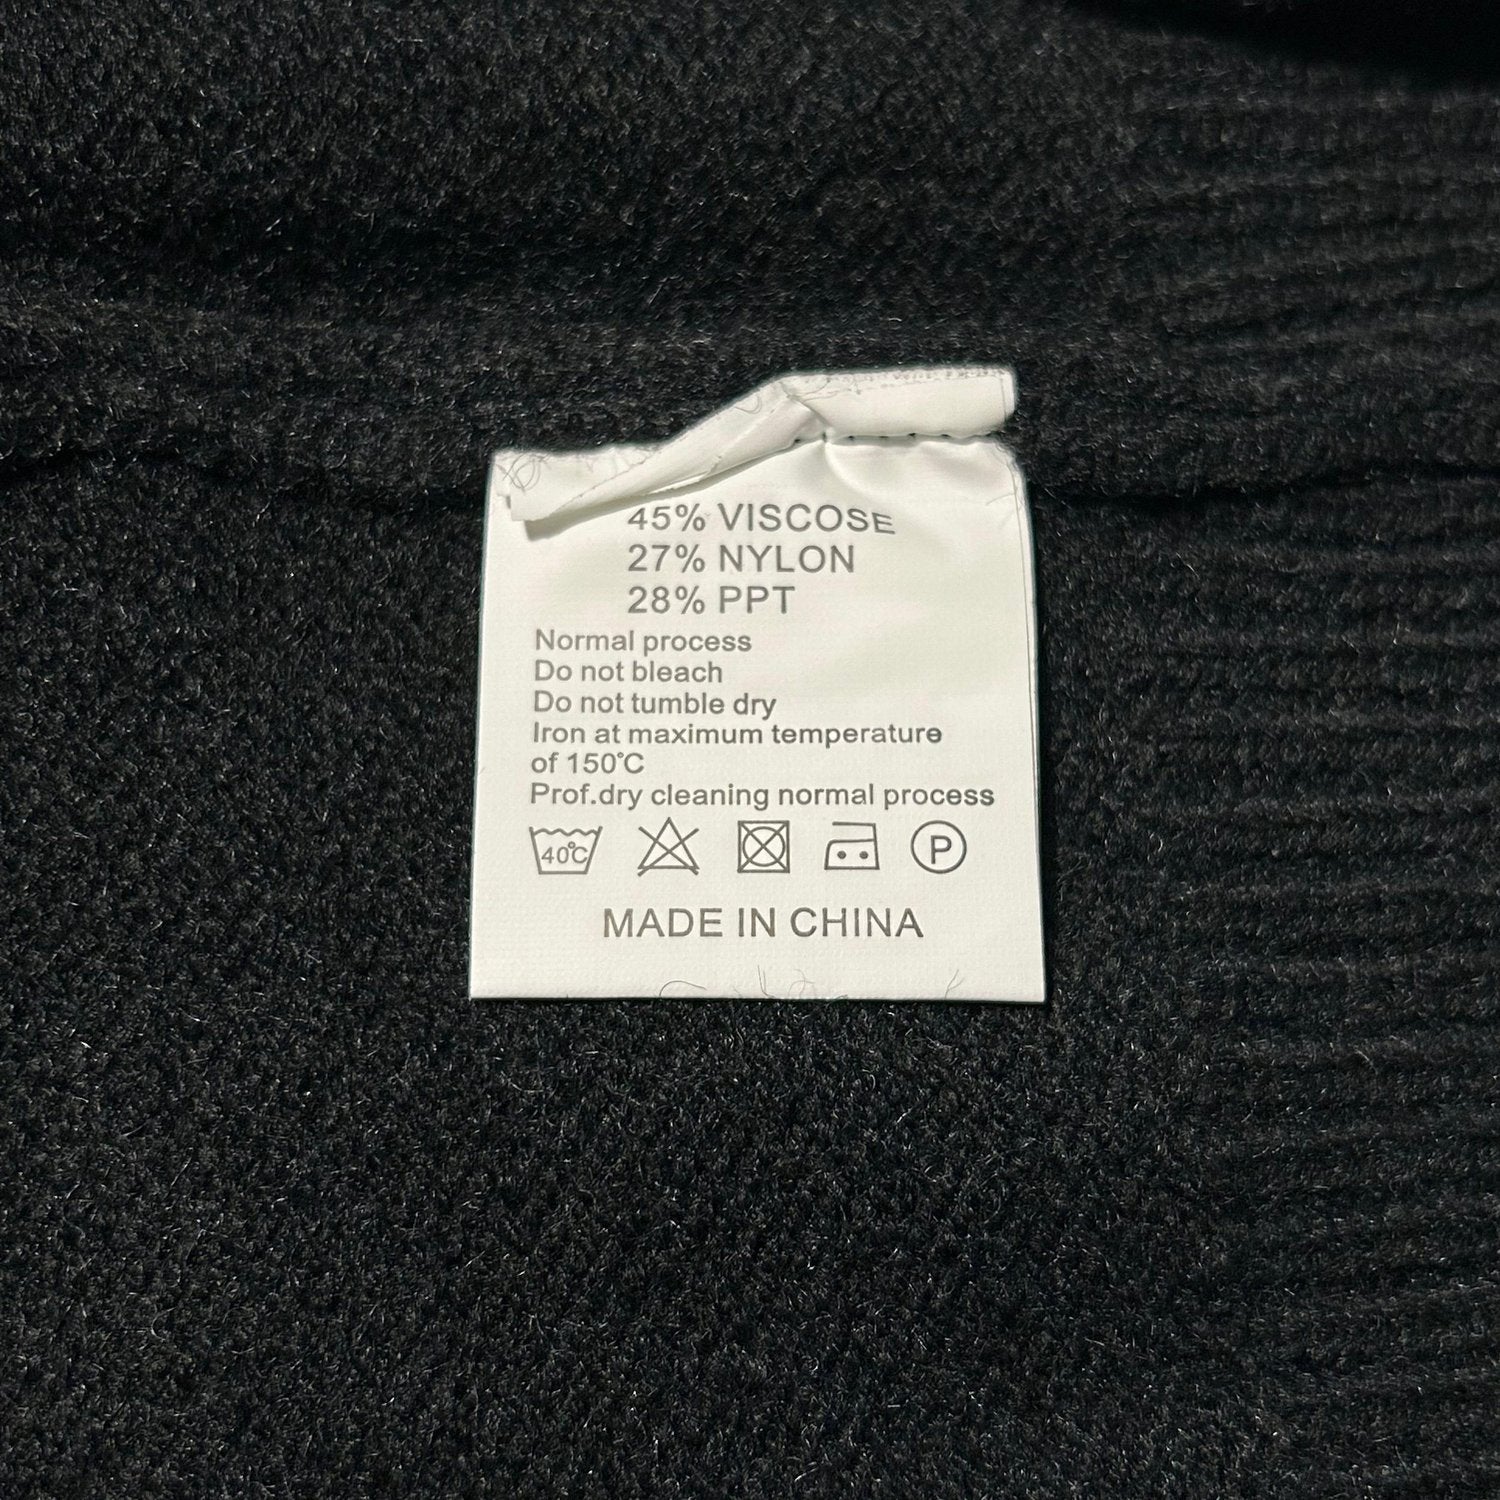 45% VISCOSE
27% NYLON
28% PPT
Normal process
Do not bleach
Do not tumble dry
Iron at maximum temperature
of 150℃
Prof.dry cleaning normal process
40℃ P
MADE IN CHINA